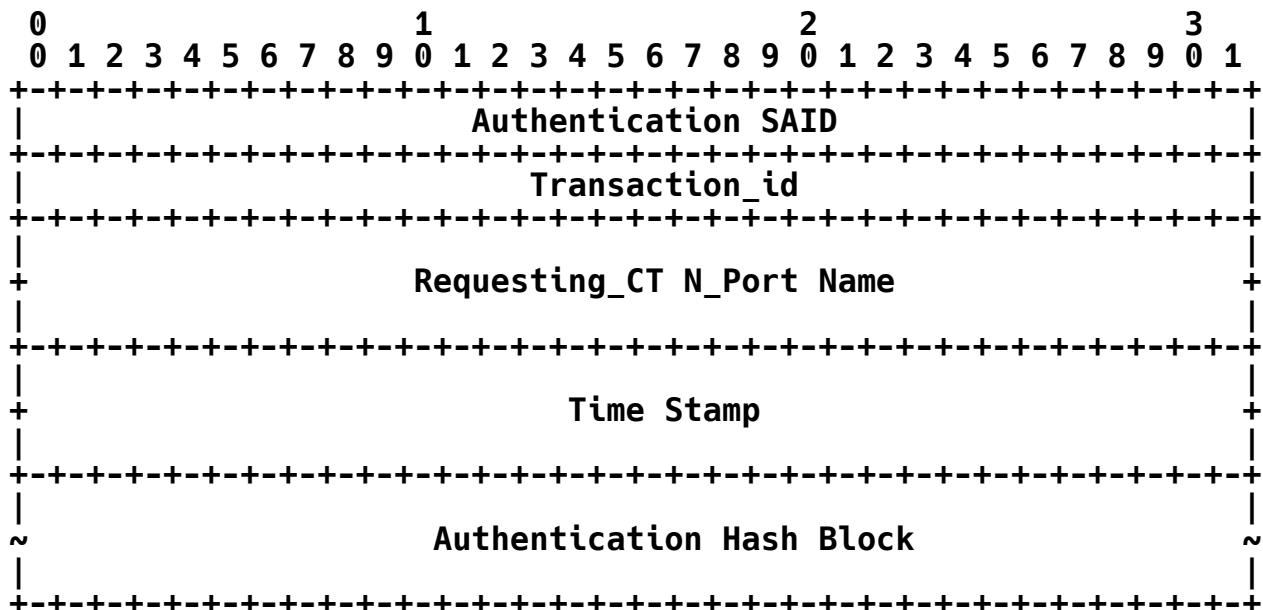 0                   1                   2                   3
 0 1 2 3 4 5 6 7 8 9 0 1 2 3 4 5 6 7 8 9 0 1 2 3 4 5 6 7 8 9 0 1
+-+-+-+-+-+-+-+-+-+-+-+-+-+-+-+-+-+-+-+-+-+-+-+-+-+-+-+-+-+-+-+-+
|                       Authentication SAID                     |
+-+-+-+-+-+-+-+-+-+-+-+-+-+-+-+-+-+-+-+-+-+-+-+-+-+-+-+-+-+-+-+-+
|                          Transaction_id                       |
+-+-+-+-+-+-+-+-+-+-+-+-+-+-+-+-+-+-+-+-+-+-+-+-+-+-+-+-+-+-+-+-+
|                                                               |
+                    Requesting_CT N_Port Name                  +
|                                                               |
+-+-+-+-+-+-+-+-+-+-+-+-+-+-+-+-+-+-+-+-+-+-+-+-+-+-+-+-+-+-+-+-+
|                                                               |
+                            Time Stamp                         +
|                                                               |
+-+-+-+-+-+-+-+-+-+-+-+-+-+-+-+-+-+-+-+-+-+-+-+-+-+-+-+-+-+-+-+-+
|                                                               |
~                     Authentication Hash Block                 ~
|                                                               |
+-+-+-+-+-+-+-+-+-+-+-+-+-+-+-+-+-+-+-+-+-+-+-+-+-+-+-+-+-+-+-+-+